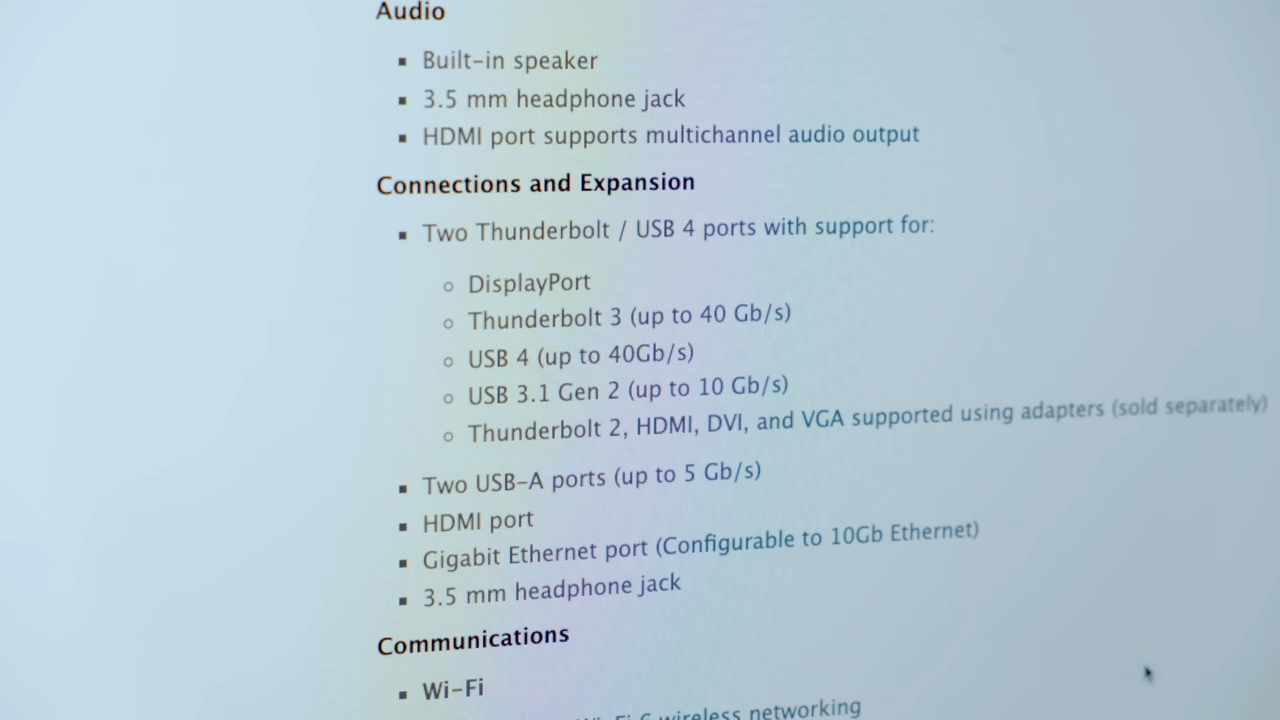 Audio
Built-in speaker
3.5 mm headphone jack
HDMI port supports multichannel audio output
Connections and Expansion
Two Thunderbolt / USB 4 ports with support for:
DisplayPort
Thunderbolt 3 (up to 40 Gb/s)
USB 4 (up to 40Gb/s)
USB 3.1 Gen 2 (up to 10 Gb/s)
Thunderbolt 2, HDMI, DVI, and VGA supported using adapters (sold separately)
Two USB-A ports (up to 5 Gb/s)
HDMI port
Gigabit Ethernet port (Configurable to 10Gb Ethernet)
3.5 mm headphone jack
Communications
Wi-Fi
Wi-Fi 6 wireless networking